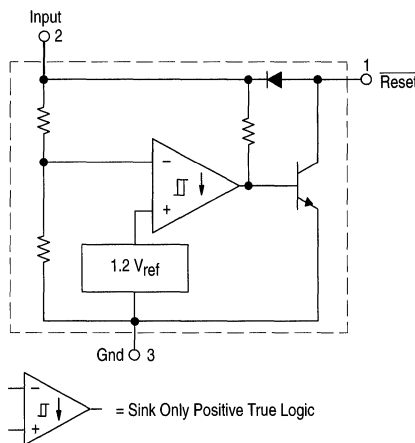 Input
2
1
Reset
−
+
1.2 Vref
Gnd 3
−
+
= Sink Only Positive True Logic